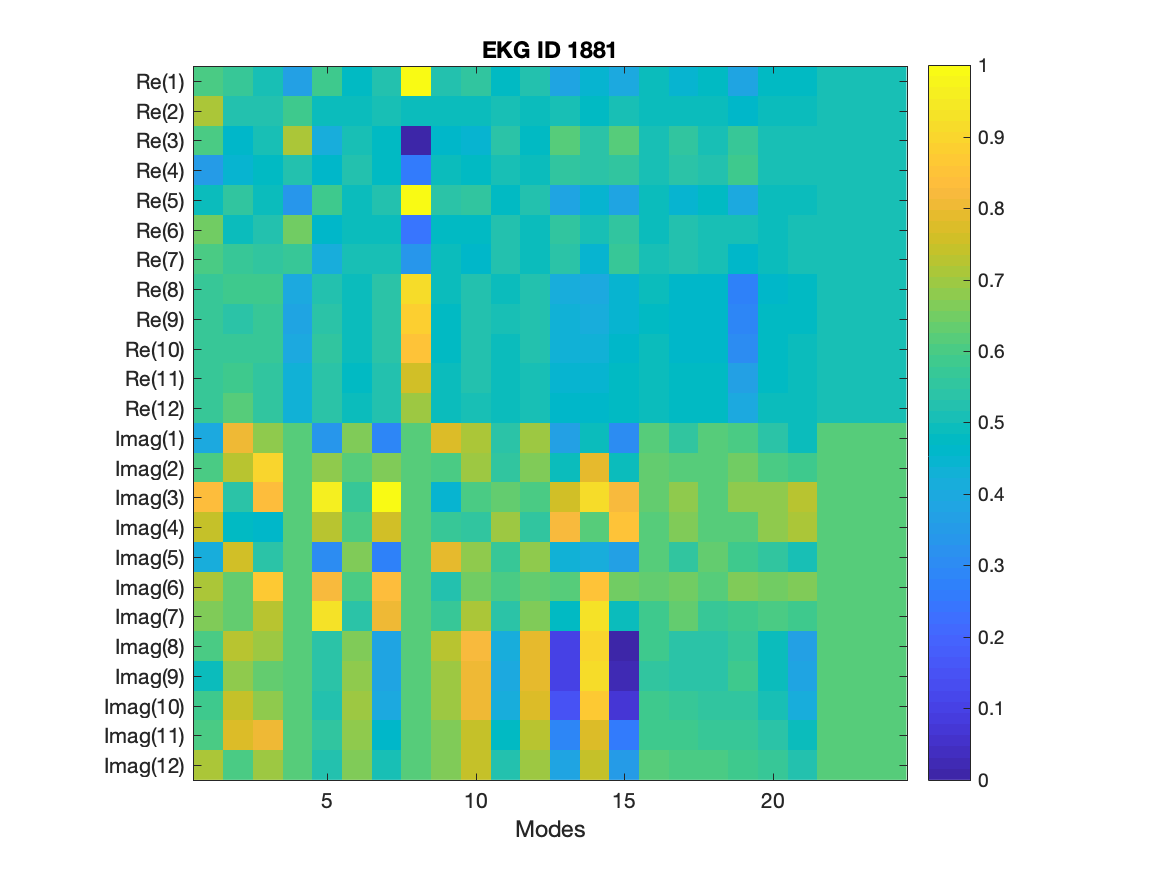 EKG ID 1881
Re(1)
Re(2)
Re(3)
Re(4)
Re(5)
Re(6)
Re(7)
Re(8)
Re(9)
Re(10)
Re(11)
Re(12)
Imag(1)
Imag(2)
Imag(3)
Imag(4)
Imag(5)
Imag(6)
Imag(7)
Imag(8)
Imag(9)
Imag(10)
Imag(11)
Imag(12)
5 10 15 20
Modes
1
0.9
0.8
0.7
0.6
0.5
0.4
0.3
0.2
0.1
0